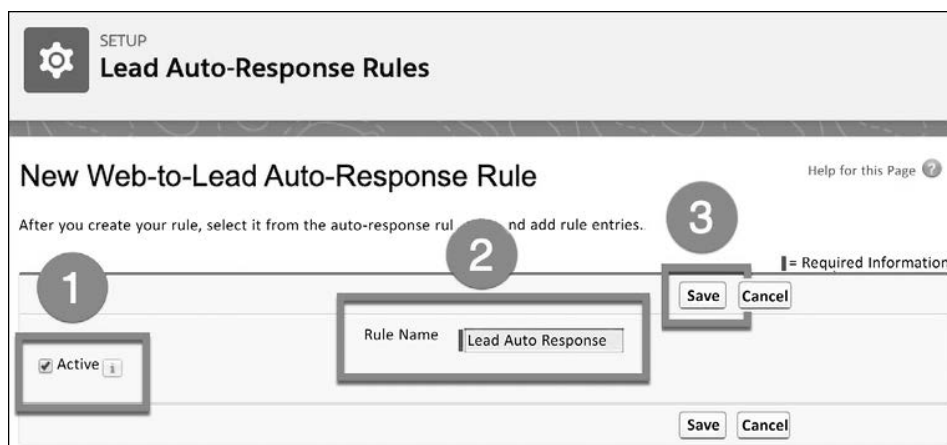 SETUP
Lead Auto-Response Rules
New Web-to-Lead Auto-Response Rule
Help for this Page ?
After you create your rule, select it from the auto-response rul nd add rule entries.
1
2
3
= Required Information
Save Cancel
Rule Name Lead Auto Response
Active i
Save Cancel